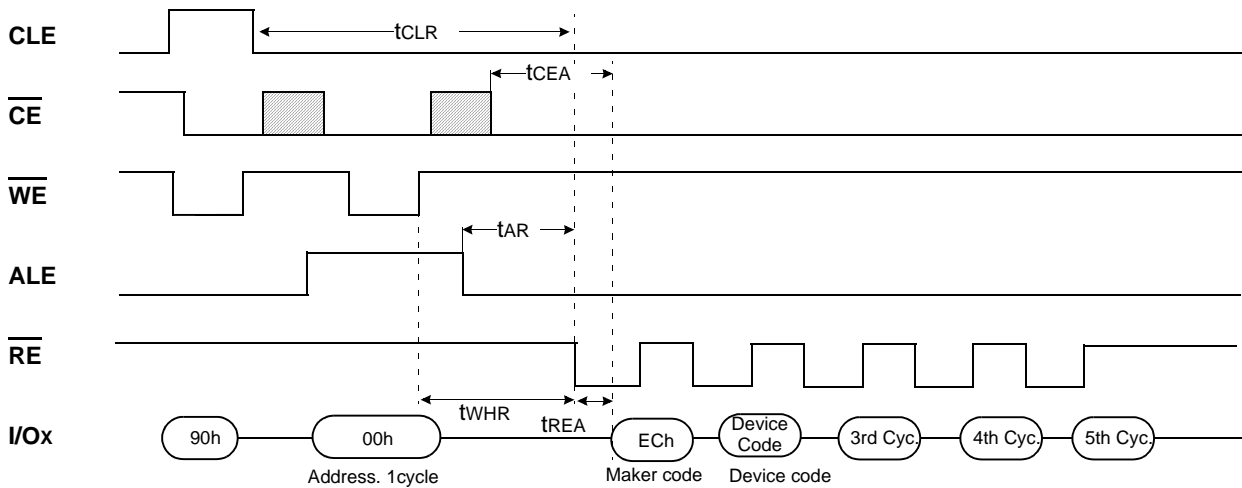 CLE
tCLR
tCEA
CE
WE
tAR
ALE
RE
tWHR
tREA
I/Ox
90h
00h
ECh
Device
Code
3rd Cyc.
4th Cyc.
5th Cyc.
Address. 1cycle
Maker code
Device code